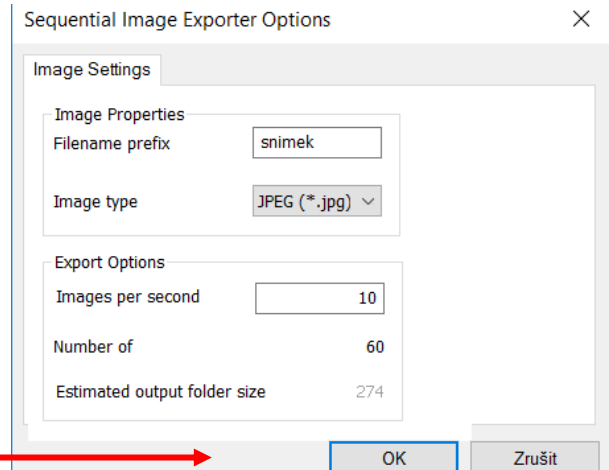 Sequential Image Exporter Options
Image Settings
Image Properties
Filename prefix snimek
Image type JPEG (*.jpg)
Export Options
Images per second 10
Number of 60
Estimated output folder size 274
OK Zrušit